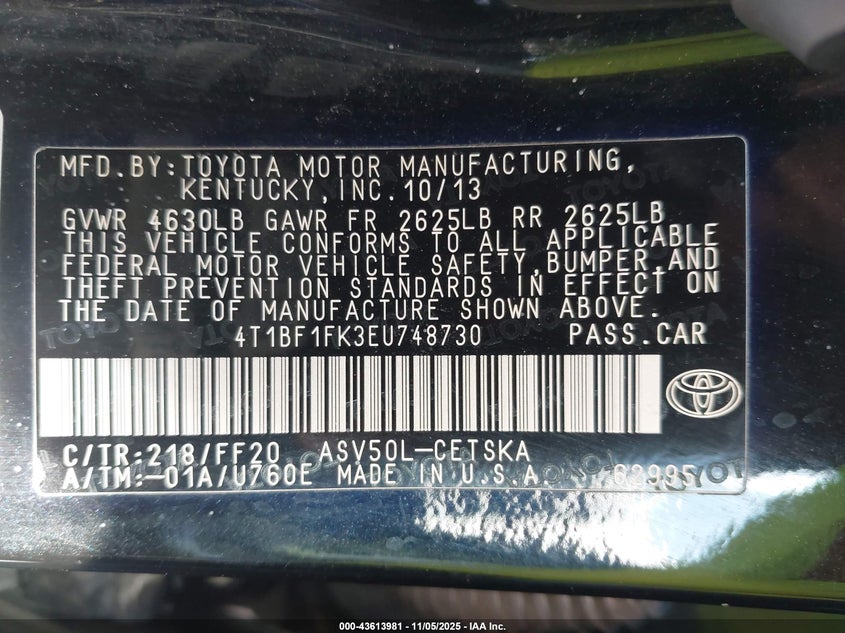 MFD.BY:TOYOTA MOTOR MANUFACTURING,
KENTUCKY,INC.10/13
GVWR 4630LB GAWR FR 2625LB RR 2625LB
THIS VEHICLE CONFORMS TO ALL APPLICABLE
FEDERAL MOTOR VEHICLE SAFETY,BUMPER,AND
THEFT PREVENTION STANDARDS IN EFFECT ON
THE DATE OF MANUFACTURE SHOWN ABOVE.
4T1BF1FK3EU748730 PASS.CAR
C/TR:218/FF20 ASV50L-CETSKA
A/TM:-01A/U760E MADE IN U.S.A. 62995
000-43613981 - 11/05/2025 - IAA Inc.